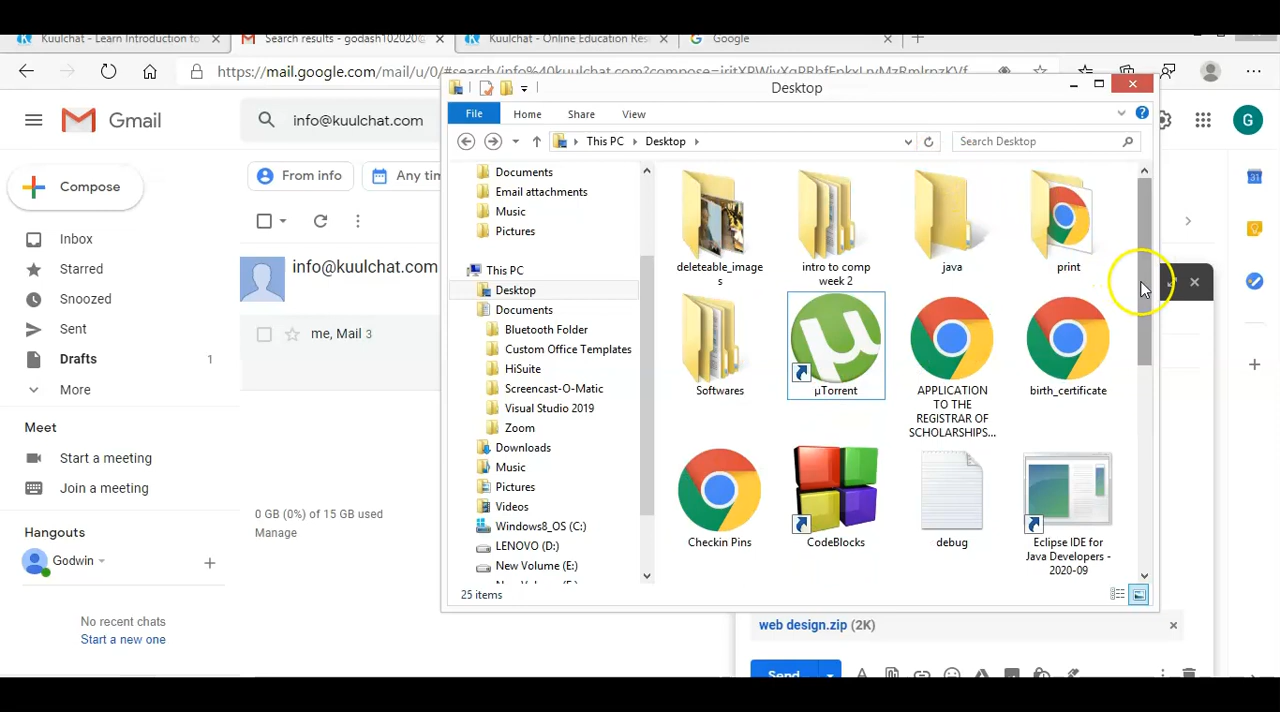 Kuulchat - Learn Introduction to
Search results - godash102020
Kuulchat - Online Education Res
Google
https://mail.google.com/mail/u/0/#search/info%40kuulchat.com?compose=
Gmail
info@kuulchat.com
G
Compose
From info
Any tim
Inbox
Starred
Snoozed
Sent
Drafts
1
More
Meet
Start a meeting
Join a meeting
Hangouts
Godwin
No recent chats
Start a new one
info@kuulchat.com
me, Mail 3
0 GB (0%) of 15 GB used
Manage
Desktop
File
Home
Share
View
This PC
Desktop
Search Desktop
Documents
Email attachments
Music
Pictures
This PC
Desktop
Documents
Bluetooth Folder
Custom Office Templates
HiSuite
Screencast-O-Matic
Visual Studio 2019
Zoom
Downloads
Music
Pictures
Videos
Windows8_OS (C:)
LENOVO (D:)
New Volume (E:)
deleteable_image
s
intro to comp
week 2
java
print
Softwares
µTorrent
APPLICATION
TO THE
REGISTRAR OF
SCHOLARSHIPS...
birth_certificate
Checkin Pins
CodeBlocks
debug
Eclipse IDE for
Java Developers -
2020-09
25 items
web design.zip (2K)
Send